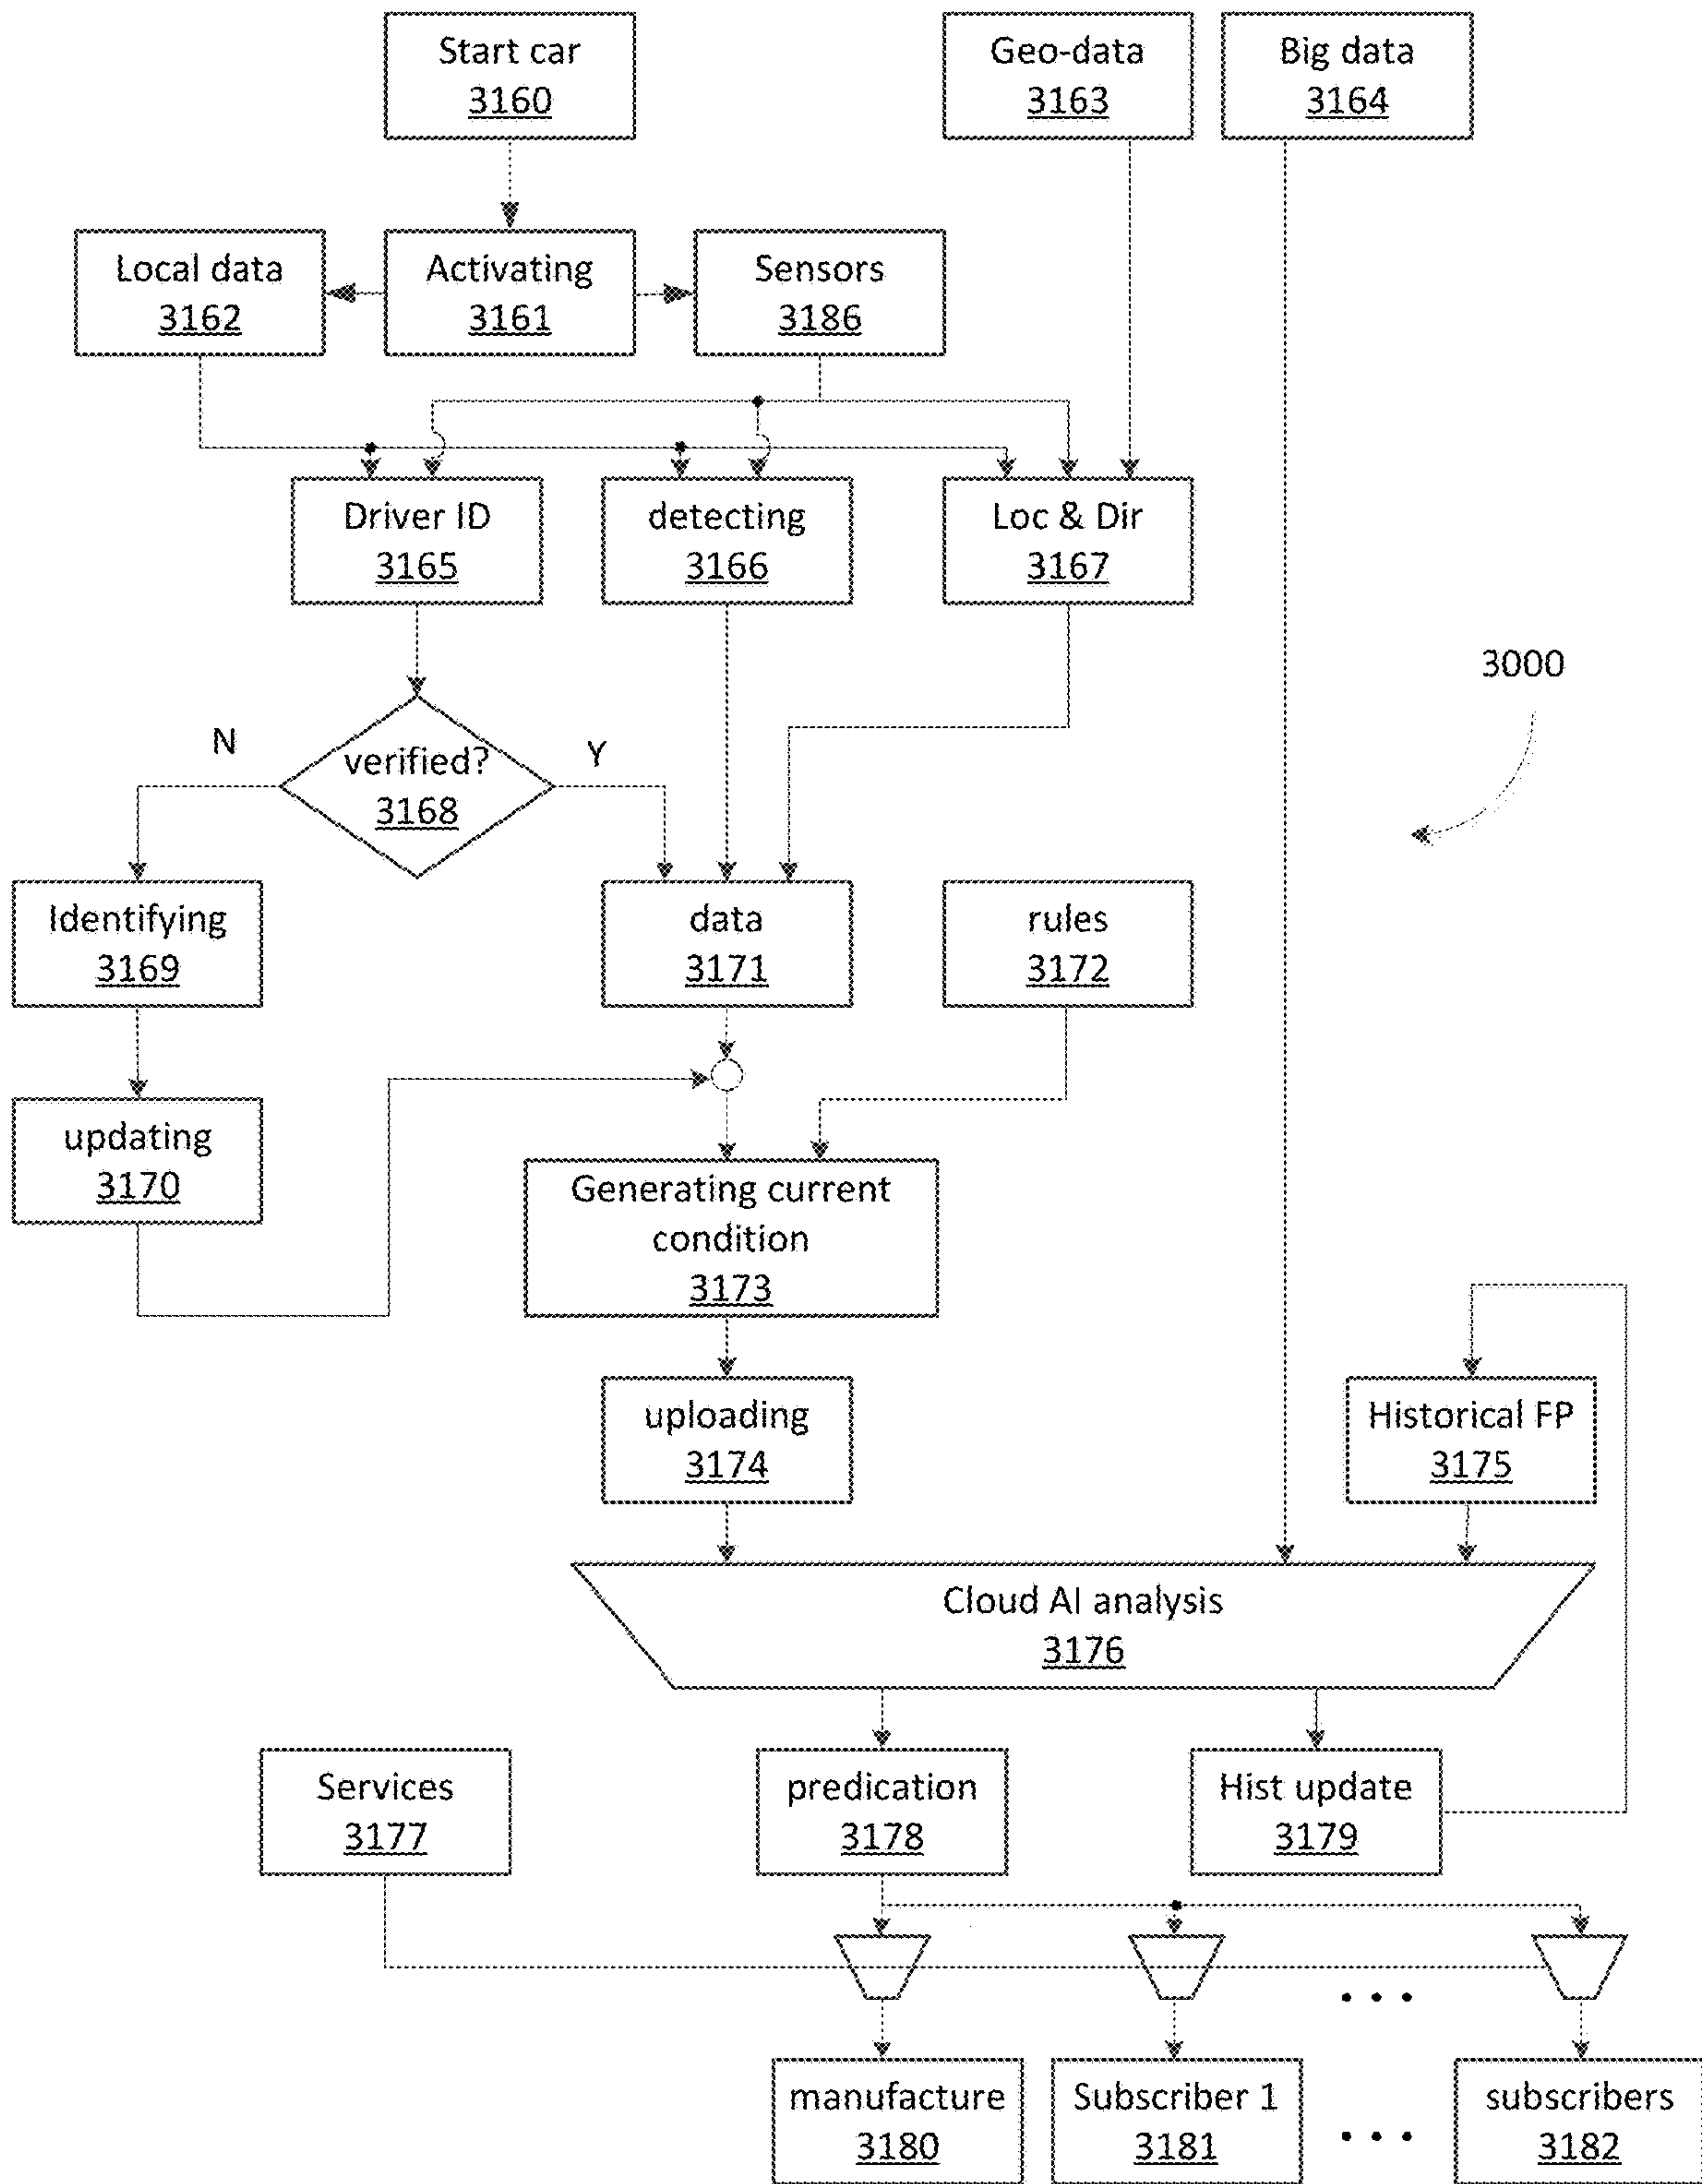 Start car
3160
Geo-data
3163
Big data
3164
Local data
3162
Activating
3161
Sensors
3186
Driver ID
3165
detecting
3166
Loc & Dir
3167
3000
N
verified?
3168
Y
Identifying
3169
data
3171
rules
3172
updating
3170
Generating current
condition
3173
uploading
3174
Historical FP
3175
Cloud AI analysis
3176
Services
3177
predication
3178
Hist update
3179
• • •
manufacture
3180
Subscriber 1
3181
• • •
subscribers
3182